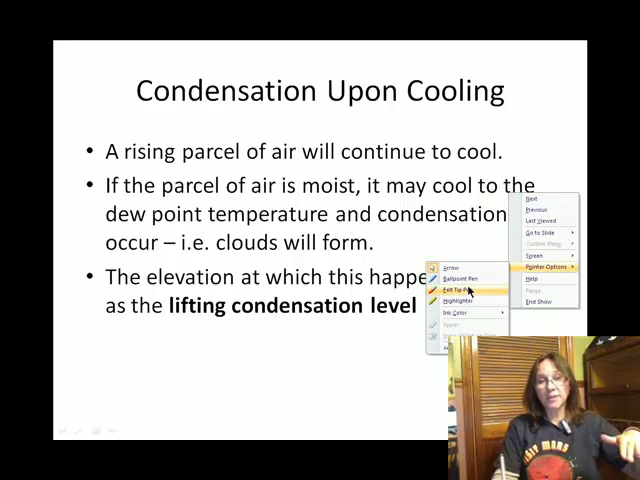 Condensation Upon Cooling
• A rising parcel of air will continue to cool.
• If the parcel of air is moist, it may cool to the
dew point temperature and condensation
occur – i.e. clouds will form.
• The elevation at which this happe
as the lifting condensation level
Next
Previous
Last Viewed
Go to Slide
Custom Show
Screen
Pointer Options
Help
Pause
End Show
Arrow
Ballpoint Pen
Felt Tip
Highlighter
Ink Color
Eraser